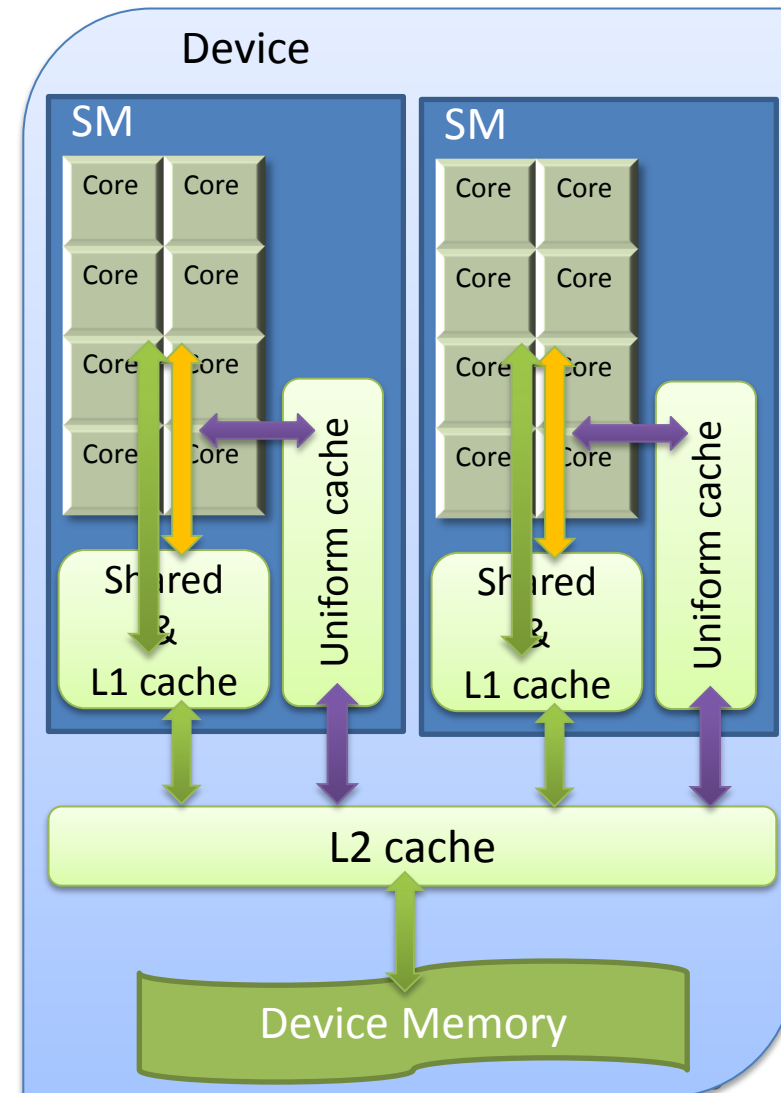 Device
SM
Core Core
Core Core
Core Core
Core Core
Shared
&
L1 cache
Uniform cache
SM
Core Core
Core Core
Core Core
Core Core
Shared
&
L1 cache
Uniform cache
L2 cache
Device Memory